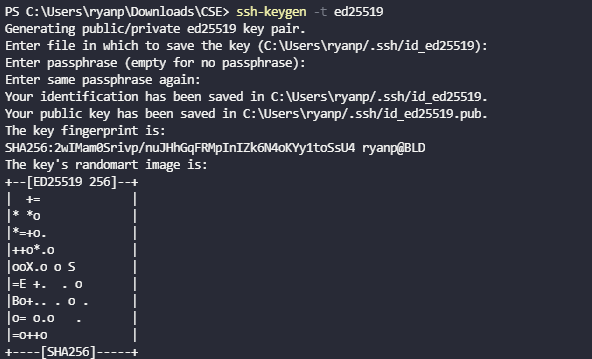 PS C:\Users\ryanp\Downloads\CSE> ssh-keygen -t ed25519
Generating public/private ed25519 key pair.
Enter file in which to save the key (C:\Users\ryanp/.ssh/id_ed25519):
Enter passphrase (empty for no passphrase):
Enter same passphrase again:
Your identification has been saved in C:\Users\ryanp/.ssh/id_ed25519.
Your public key has been saved in C:\Users\ryanp/.ssh/id_ed25519.pub.
The key fingerprint is:
SHA256:2wIMam0Srivp/nuJHhGqFRMpInIZk6N4oKYy1toSsU4 ryanp@BLD
The key's randomart image is:
+--[ED25519 256]--+
|  +=             |
|* *o             |
|*=+o.            |
|++o*.o           |
|ooX.o o S        |
|=E +.  . o       |
|Bo+.. . o .      |
|o= o.o   .       |
|=o++o            |
+----[SHA256]-----+